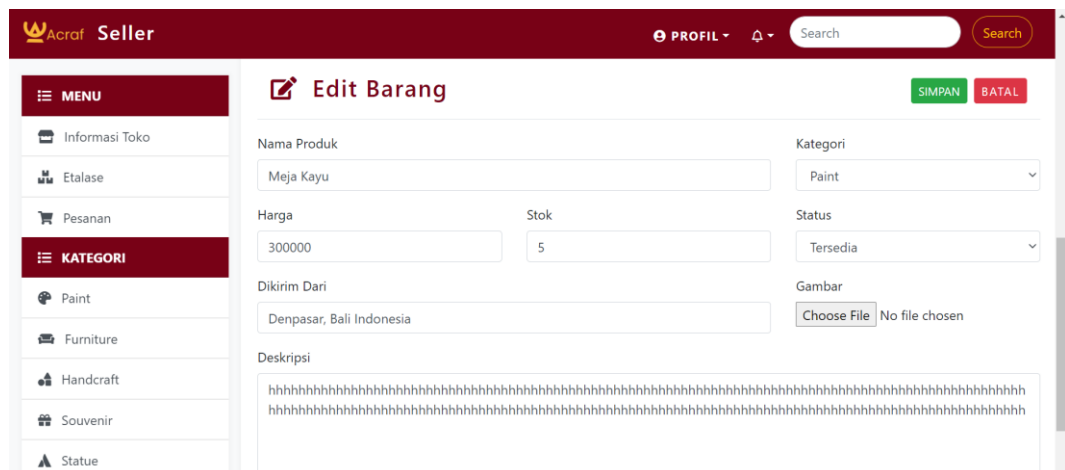 Acraf Seller
PROFIL
Search
Search
MENU
Informasi Toko
Etalase
Pesanan
KATEGORI
Paint
Furniture
Handcraft
Souvenir
Statue
Edit Barang
SIMPAN BATAL
Nama Produk
Meja Kayu
Kategori
Paint
Harga
300000
Stok
5
Status
Tersedia
Dikirim Dari
Denpasar, Bali Indonesia
Gambar
Choose File No file chosen
Deskripsi